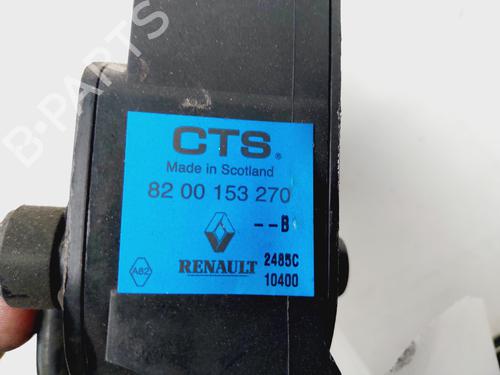 CTS®
Made in Scotland
82 00 153 270
--B
RENAULT
2485C
A82
10400
B-PARTS